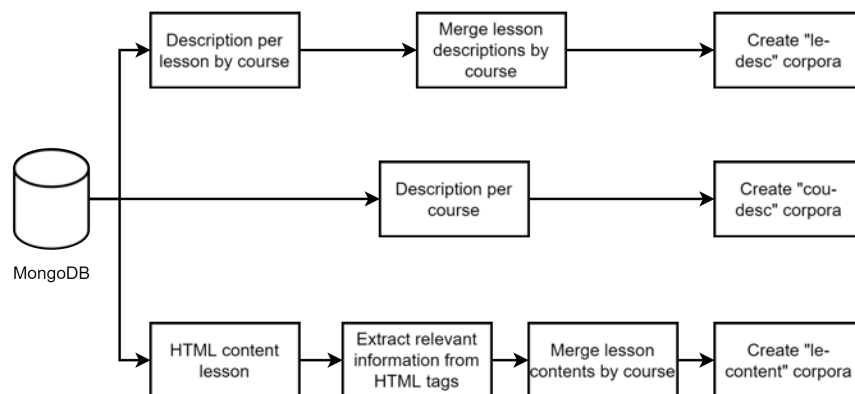 Description per
lesson by course
Merge lesson
descriptions by
course
Create "le-
desc" corpora
Description per
course
Create "cou-
desc" corpora
MongoDB
HTML content
lesson
Extract relevant
information from
HTML tags
Merge lesson
contents by course
Create "le-
content" corpora